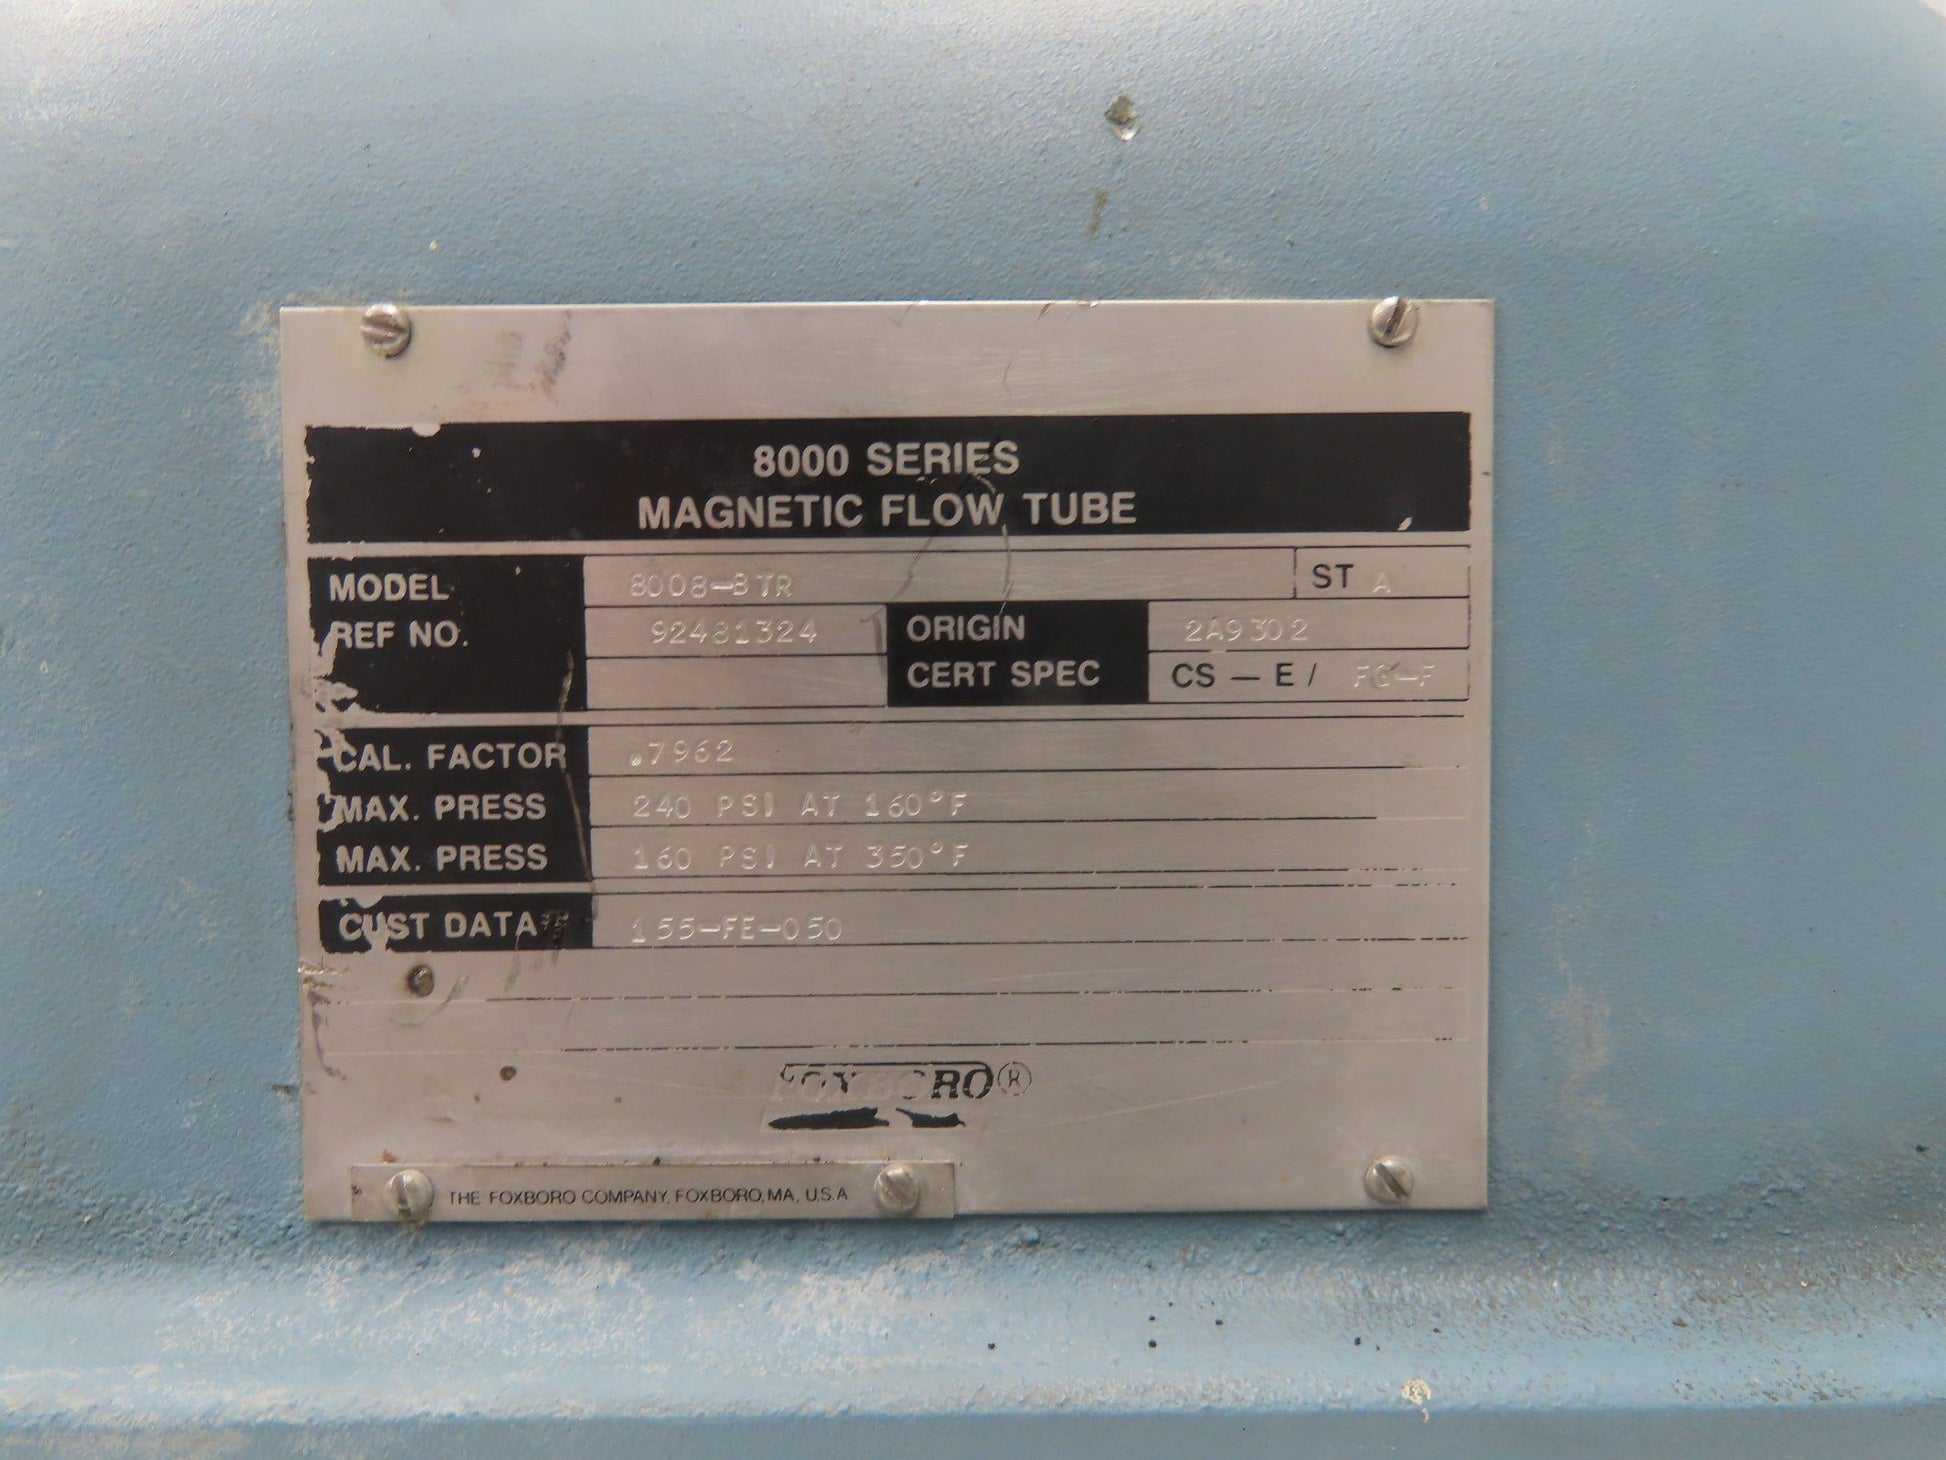 8000 SERIES
MAGNETIC FLOW TUBE
MODEL 8008-BTR ST A
REF NO. 92481324 ORIGIN 2A9302
CERT SPEC CS — E / FG-F
CAL. FACTOR .7962
MAX. PRESS 240 PSI AT 160°F
MAX. PRESS 160 PSI AT 350°F
CUST DATA 155-FE-050
FOXBORO®
THE FOXBORO COMPANY, FOXBORO, MA, U.S.A.